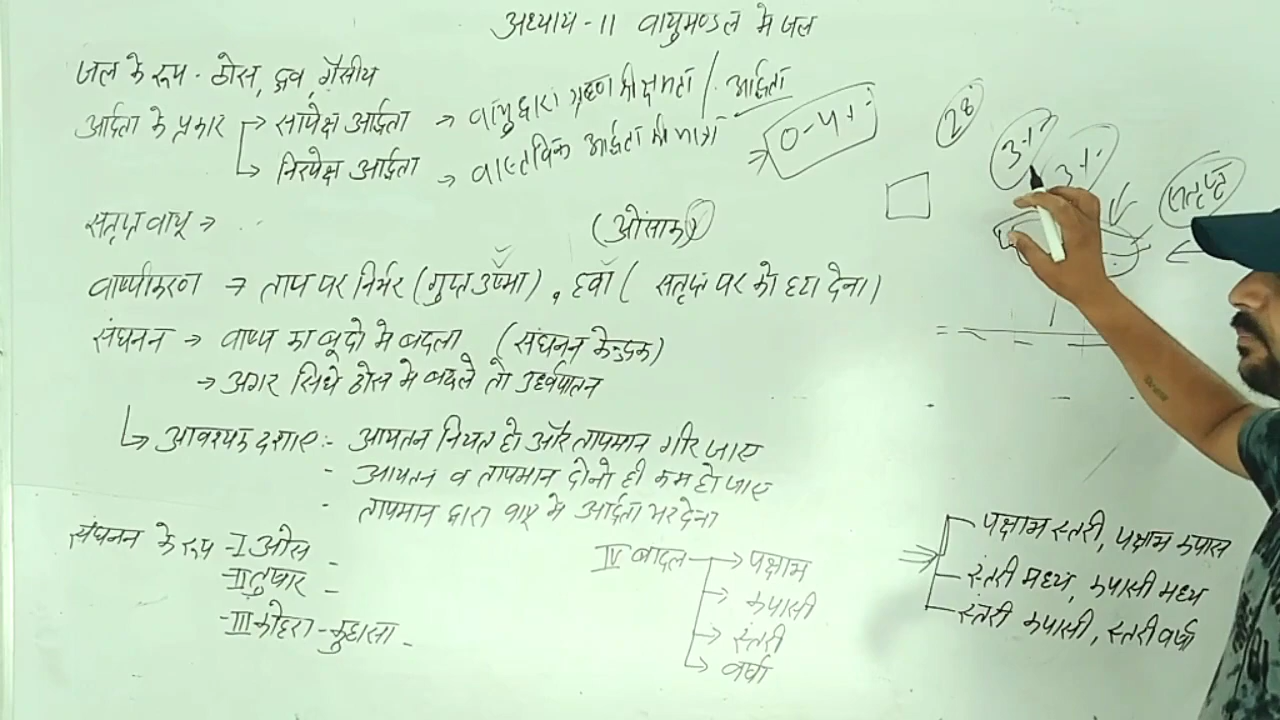 अध्याय - 11 वायुमण्डल मे जल
जल के रूप - ठोस, द्रव, गैसीय
आर्द्रता के प्रकार → सापेक्ष आर्द्रता → वायु द्वारा ग्रहण की क्षमता / आर्द्रता
→ निरपेक्ष आर्द्रता → वास्तविक आर्द्रता की मात्रा
0-4%
28
संतृप्त
संतृप्त वायु →
(ओसांक)
वाष्पीकरण → ताप पर निर्भर (गुप्त उष्मा), हवा ( संतृप्त पर को हटा देना)
संघनन → वाष्प का बूदो मे बदला (संघनन केन्द्रक)
→ अगर सिधे ठोस मे बदले तो उर्ध्वपातन
↳ आवश्यक दशाए :- आयतन नियत हो और तापमान गीर जाए
- आयतन व तापमान दोनो ही कम हो जाए
- तापमान द्वारा वायु मे आर्द्रता भर देना
संघनन के रूप - I ओस -
- II तुषार -
- III कोहरा - कुहासा -
IV बादल → पक्षाभ
→ कपासी
→ स्तरी
→ वर्षा
पक्षाभ स्तरी, पक्षाभ कपास
स्तरी मध्य, कपासी मध्य
स्तरी कपासी, स्तरी वर्षा